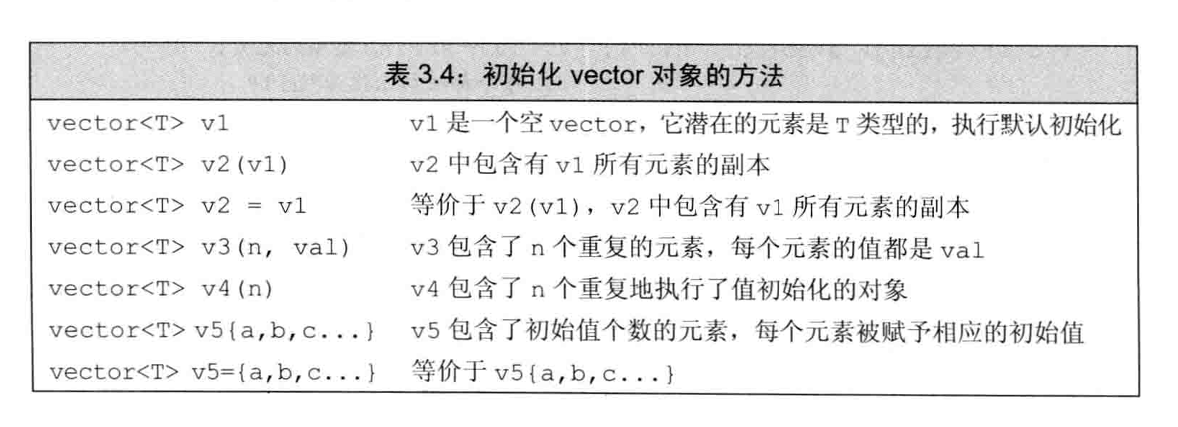 表 3.4：初始化 vector 对象的方法
vector<T> v1 v1 是一个空 vector，它潜在的元素是 T 类型的，执行默认初始化
vector<T> v2(v1) v2 中包含有 v1 所有元素的副本
vector<T> v2 = v1 等价于 v2(v1)，v2 中包含有 v1 所有元素的副本
vector<T> v3(n, val) v3 包含了 n 个重复的元素，每个元素的值都是 val
vector<T> v4(n) v4 包含了 n 个重复地执行了值初始化的对象
vector<T> v5{a,b,c...} v5 包含了初始值个数的元素，每个元素被赋予相应的初始值
vector<T> v5={a,b,c...} 等价于 v5{a,b,c...}